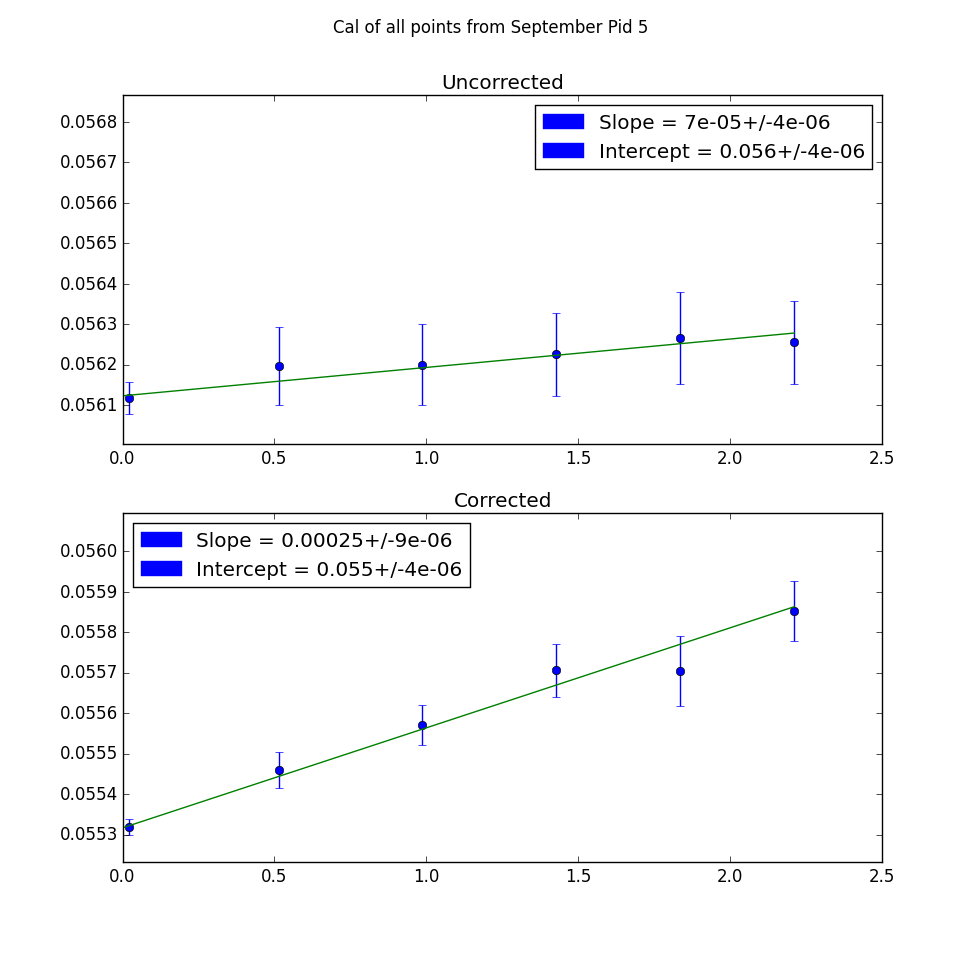 Cal of all points from September Pid 5
Uncorrected
Slope = 7e-05+/-4e-06
Intercept = 0.056+/-4e-06
0.0568
0.0567
0.0566
0.0565
0.0564
0.0563
0.0562
0.0561
0.0 0.5 1.0 1.5 2.0 2.5
Corrected
Slope = 0.00025+/-9e-06
Intercept = 0.055+/-4e-06
0.0560
0.0559
0.0558
0.0557
0.0556
0.0555
0.0554
0.0553
0.0 0.5 1.0 1.5 2.0 2.5